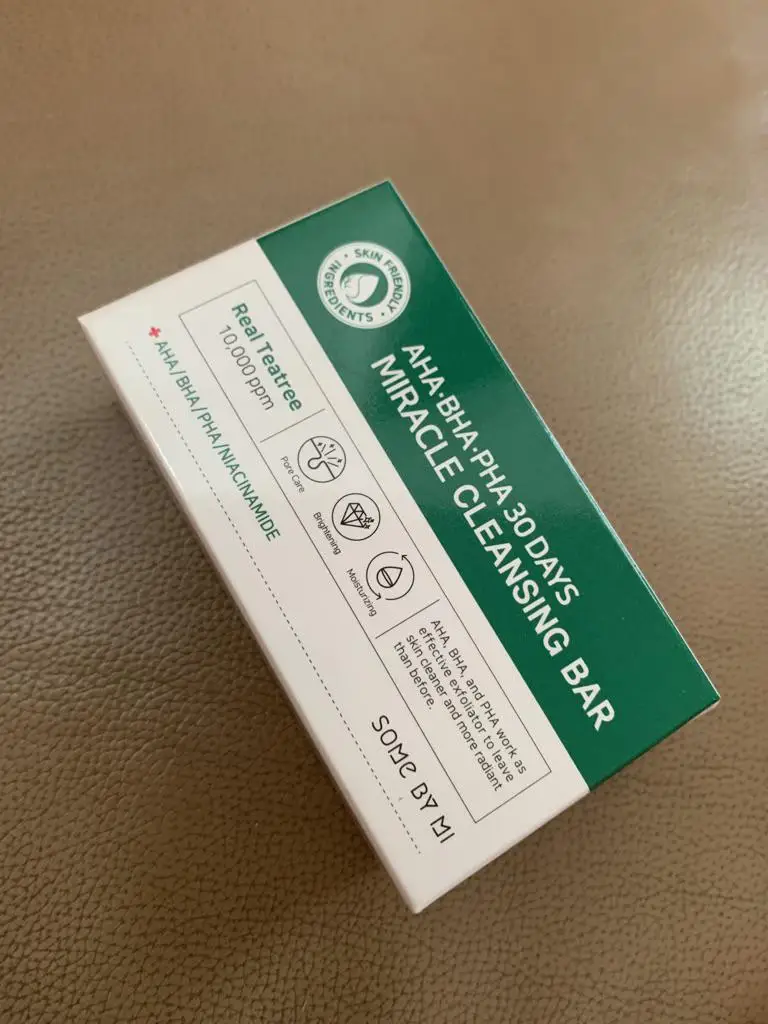 SKIN FRIENDLY · INGREDIENTS ·
AHA·BHA·PHA 30 DAYS
MIRACLE CLEANSING BAR
Real Teatree
10,000 ppm
Pore Care
Brightening
Moisturizing
AHA, BHA, and PHA work as
effective exfoliator to leave
skin cleaner and more radiant
than before.
+ AHA/BHA/PHA/NIACINAMIDE
SOME BY MI